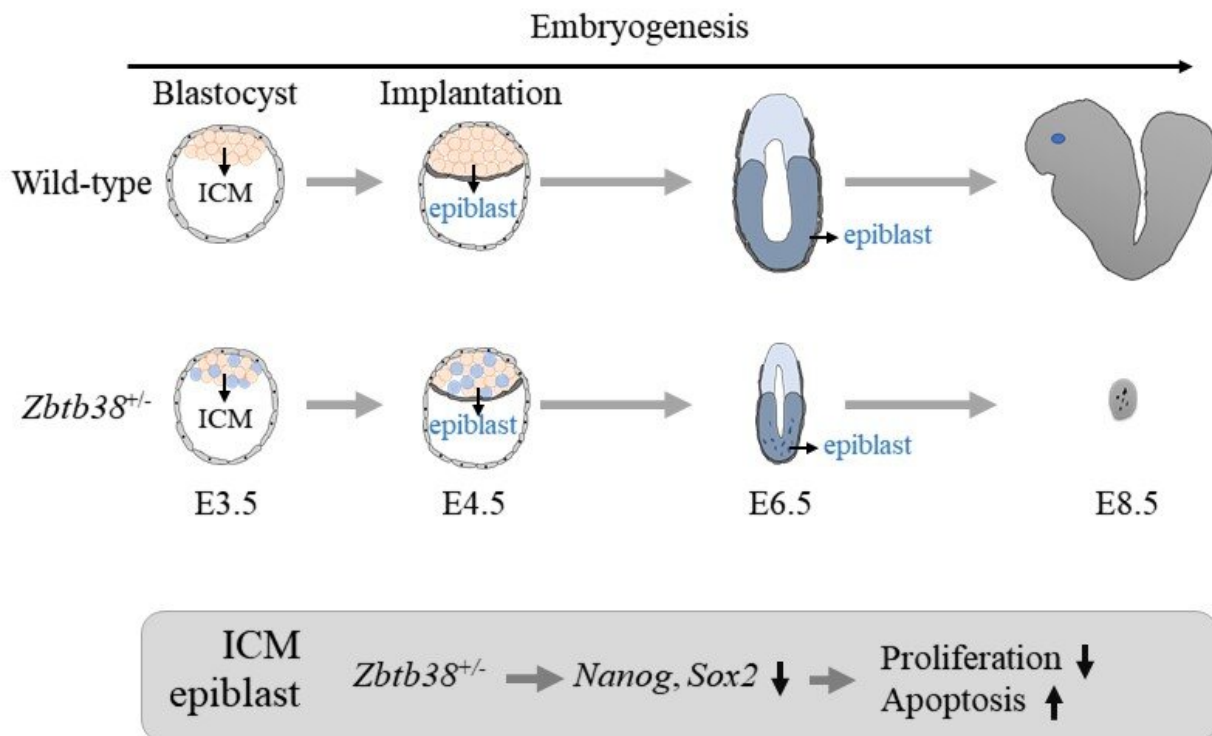 Embryogenesis
Blastocyst Implantation
Wild-type
ICM
epiblast
epiblast
Zbtb38+/-
ICM
epiblast
epiblast
E3.5 E4.5 E6.5 E8.5
ICM
epiblast
Zbtb38+/- Nanog, Sox2
Proliferation
Apoptosis